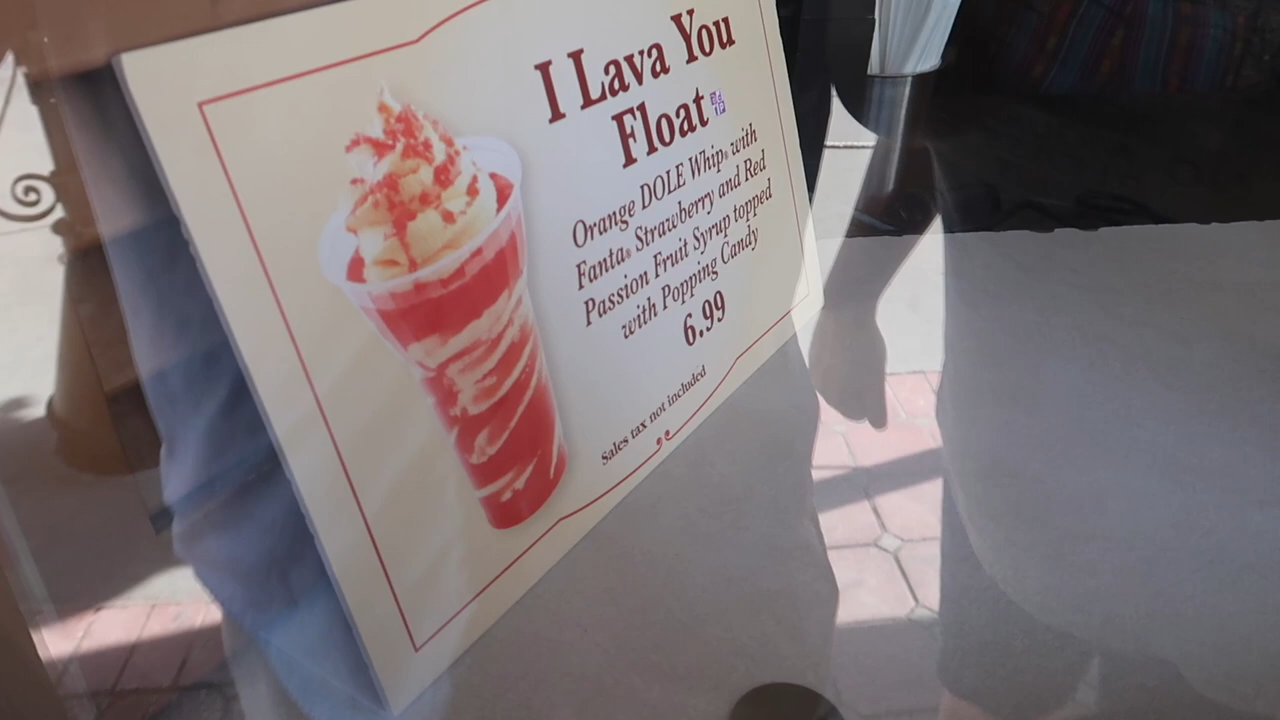 I Lava You
Float
Orange DOLE Whip® with
Fanta® Strawberry and Red
Passion Fruit Syrup topped
with Popping Candy
6.99
Sales tax not included